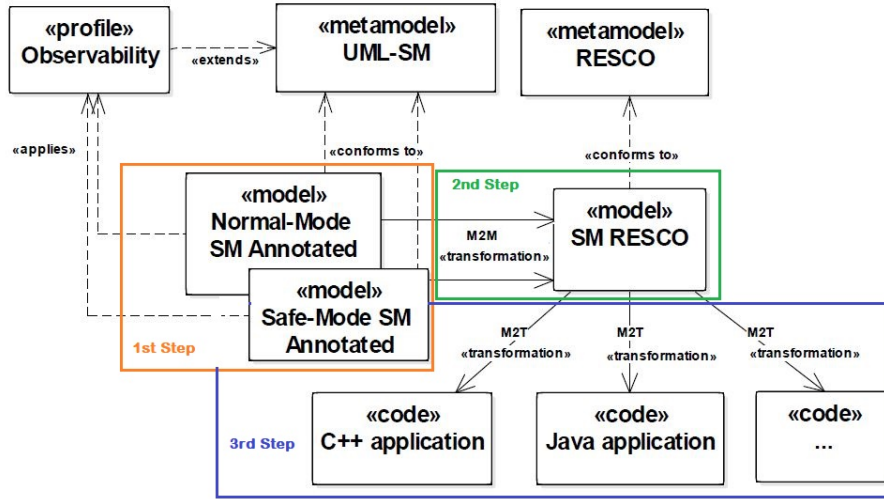 «profile»
Observability
«extends»
«metamodel»
UML-SM
«metamodel»
RESCO
«applies»
«conforms to»
«conforms to»
2nd Step
«model»
Normal-Mode
SM Annotated
M2M
«transformation»
«model»
SM RESCO
«model»
Safe-Mode SM
Annotated
1st Step
M2T
«transformation»
M2T
«transformation»
M2T
«transformation»
3rd Step
«code»
C++ application
«code»
Java application
«code»
...